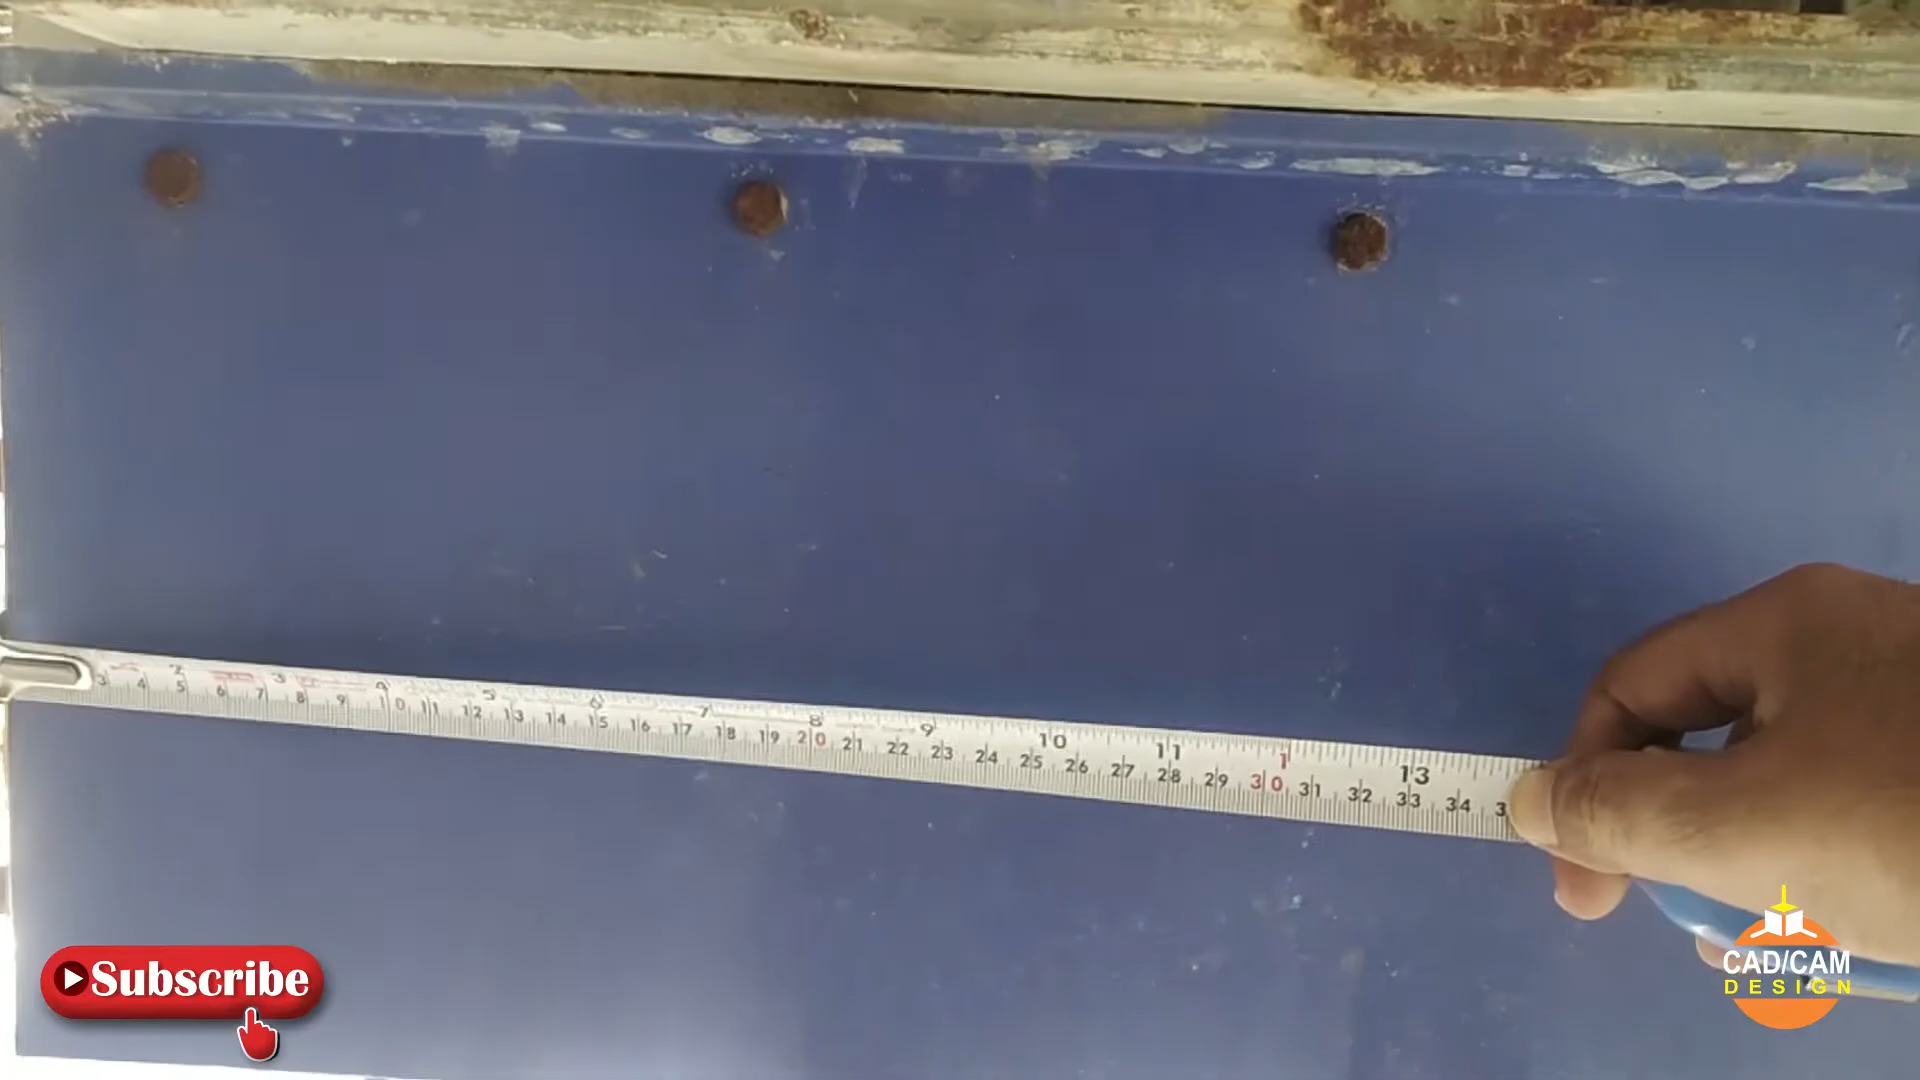 2 3 4 5 6 7 8 9 10 11 1 13
3 4 5 6 7 8 9 10 11 12 13 14 15 16 17 18 19 20 21 22 23 24 25 26 27 28 29 30 31 32 33 34 3
Subscribe
CAD/CAM
DESIGN